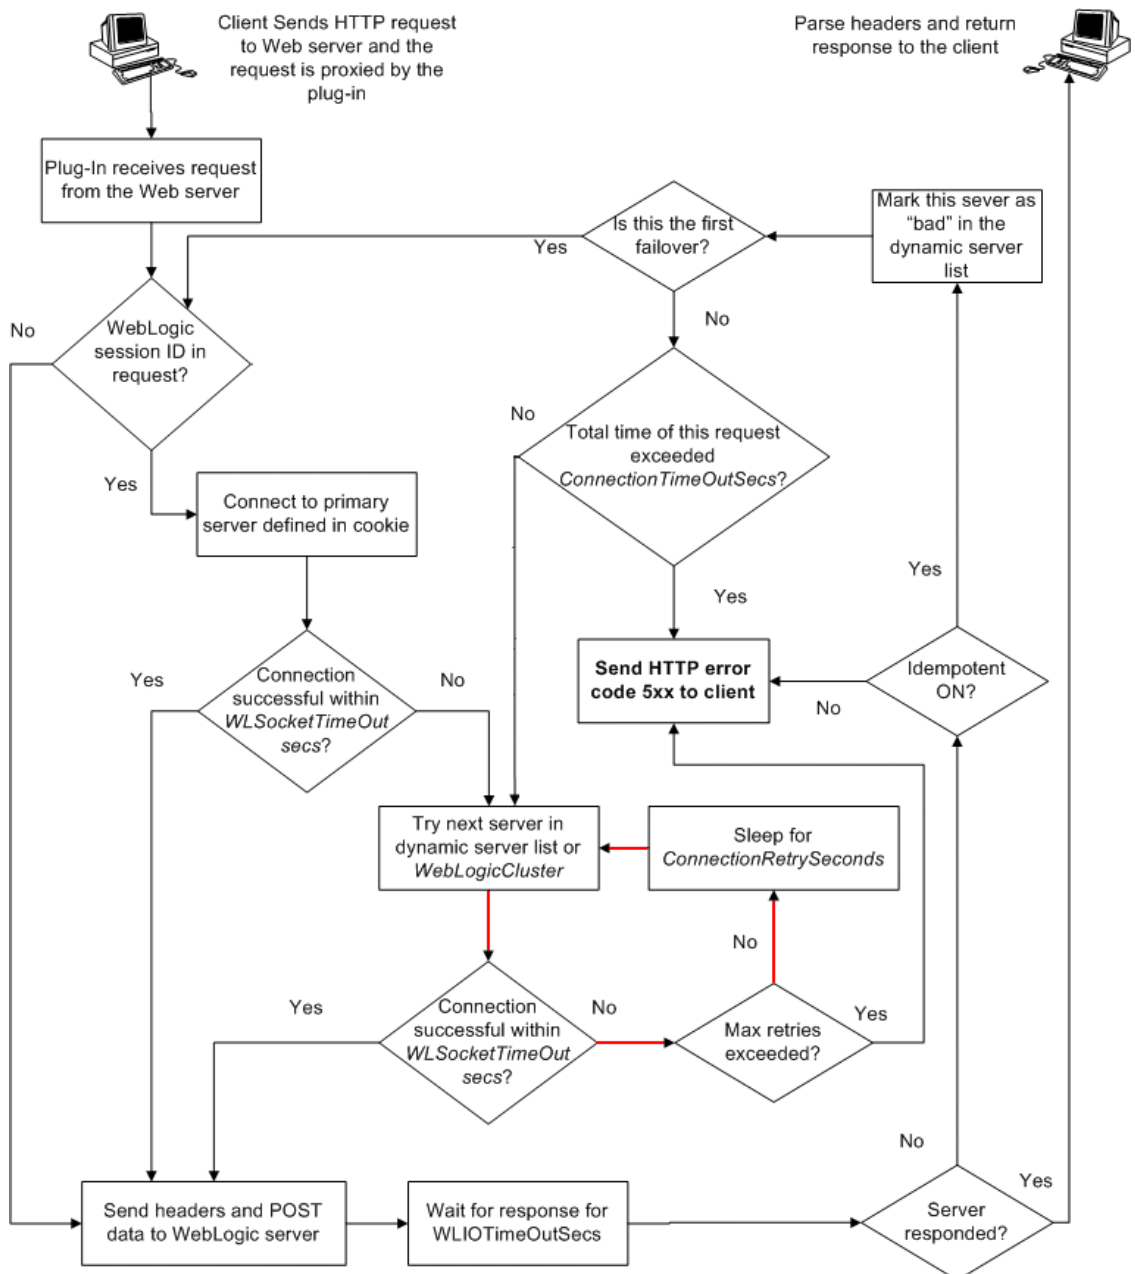 Client Sends HTTP request
to Web server and the
request is proxied by the
plug-in
Parse headers and return
response to the client
Plug-In receives request
from the Web server
Is this the first
failover?
Mark this sever as
“bad” in the
dynamic server
list
Yes
No
No
WebLogic
session ID in
request?
No
Total time of this request
exceeded
ConnectionTimeOutSecs?
Yes
Connect to primary
server defined in cookie
Yes
Yes
Yes
Connection
successful within
WLSocketTimeOut
secs?
No
Send HTTP error
code 5xx to client
Idempotent
ON?
No
Try next server in
dynamic server list or
WebLogicCluster
Sleep for
ConnectionRetrySeconds
No
Yes
Connection
successful within
WLSocketTimeOut
secs?
No
Max retries
exceeded?
Yes
No
Yes
Send headers and POST
data to WebLogic server
Wait for response for
WLIOTimeOutSecs
Server
responded?